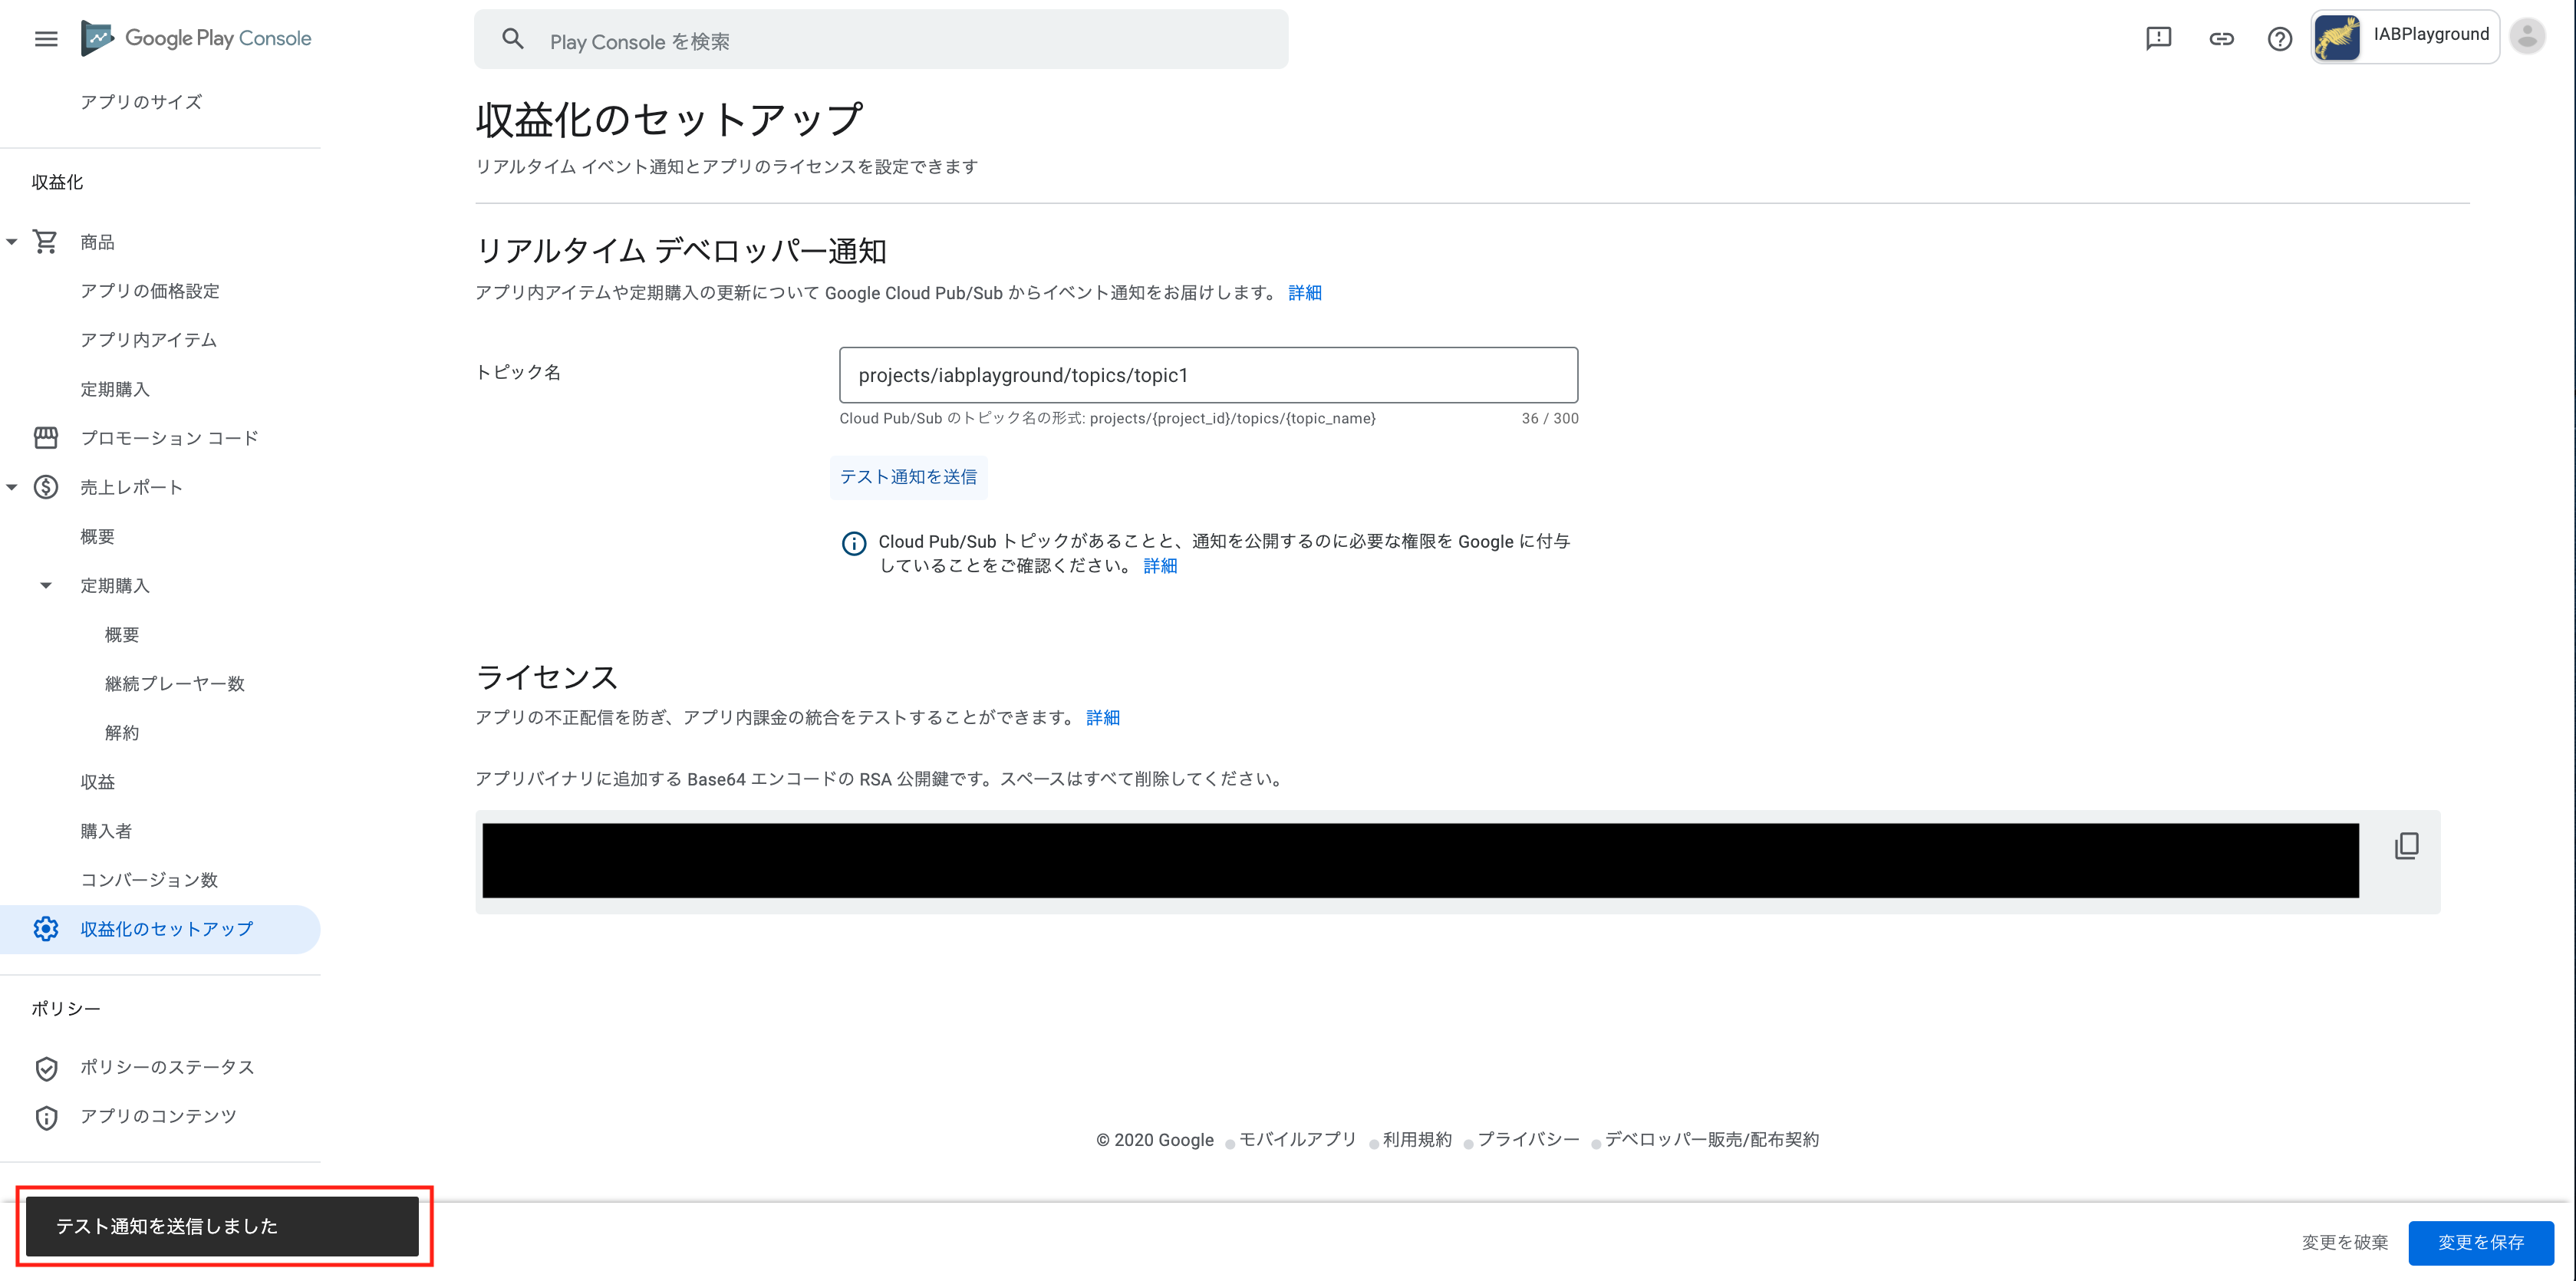 Google Play Console
Play Console を検索
IABPlayground
アプリのサイズ
収益化
商品
アプリの価格設定
アプリ内アイテム
定期購入
プロモーション コード
売上レポート
概要
定期購入
概要
継続プレーヤー数
解約
収益
購入者
コンバージョン数
収益化のセットアップ
ポリシー
ポリシーのステータス
アプリのコンテンツ
テスト通知を送信しました
収益化のセットアップ
リアルタイム イベント通知とアプリのライセンスを設定できます
リアルタイム デベロッパー通知
アプリ内アイテムや定期購入の更新について Google Cloud Pub/Sub からイベント通知をお届けします。 詳細
トピック名
projects/iabplayground/topics/topic1
Cloud Pub/Sub のトピック名の形式: projects/{project_id}/topics/{topic_name} 36 / 300
テスト通知を送信
Cloud Pub/Sub トピックがあることと、通知を公開するのに必要な権限を Google に付与
していることをご確認ください。 詳細
ライセンス
アプリの不正配信を防ぎ、アプリ内課金の統合をテストすることができます。 詳細
アプリバイナリに追加する Base64 エンコードの RSA 公開鍵です。スペースはすべて削除してください。
© 2020 Google モバイルアプリ 利用規約 プライバシー デベロッパー販売/配布契約
変更を破棄 変更を保存